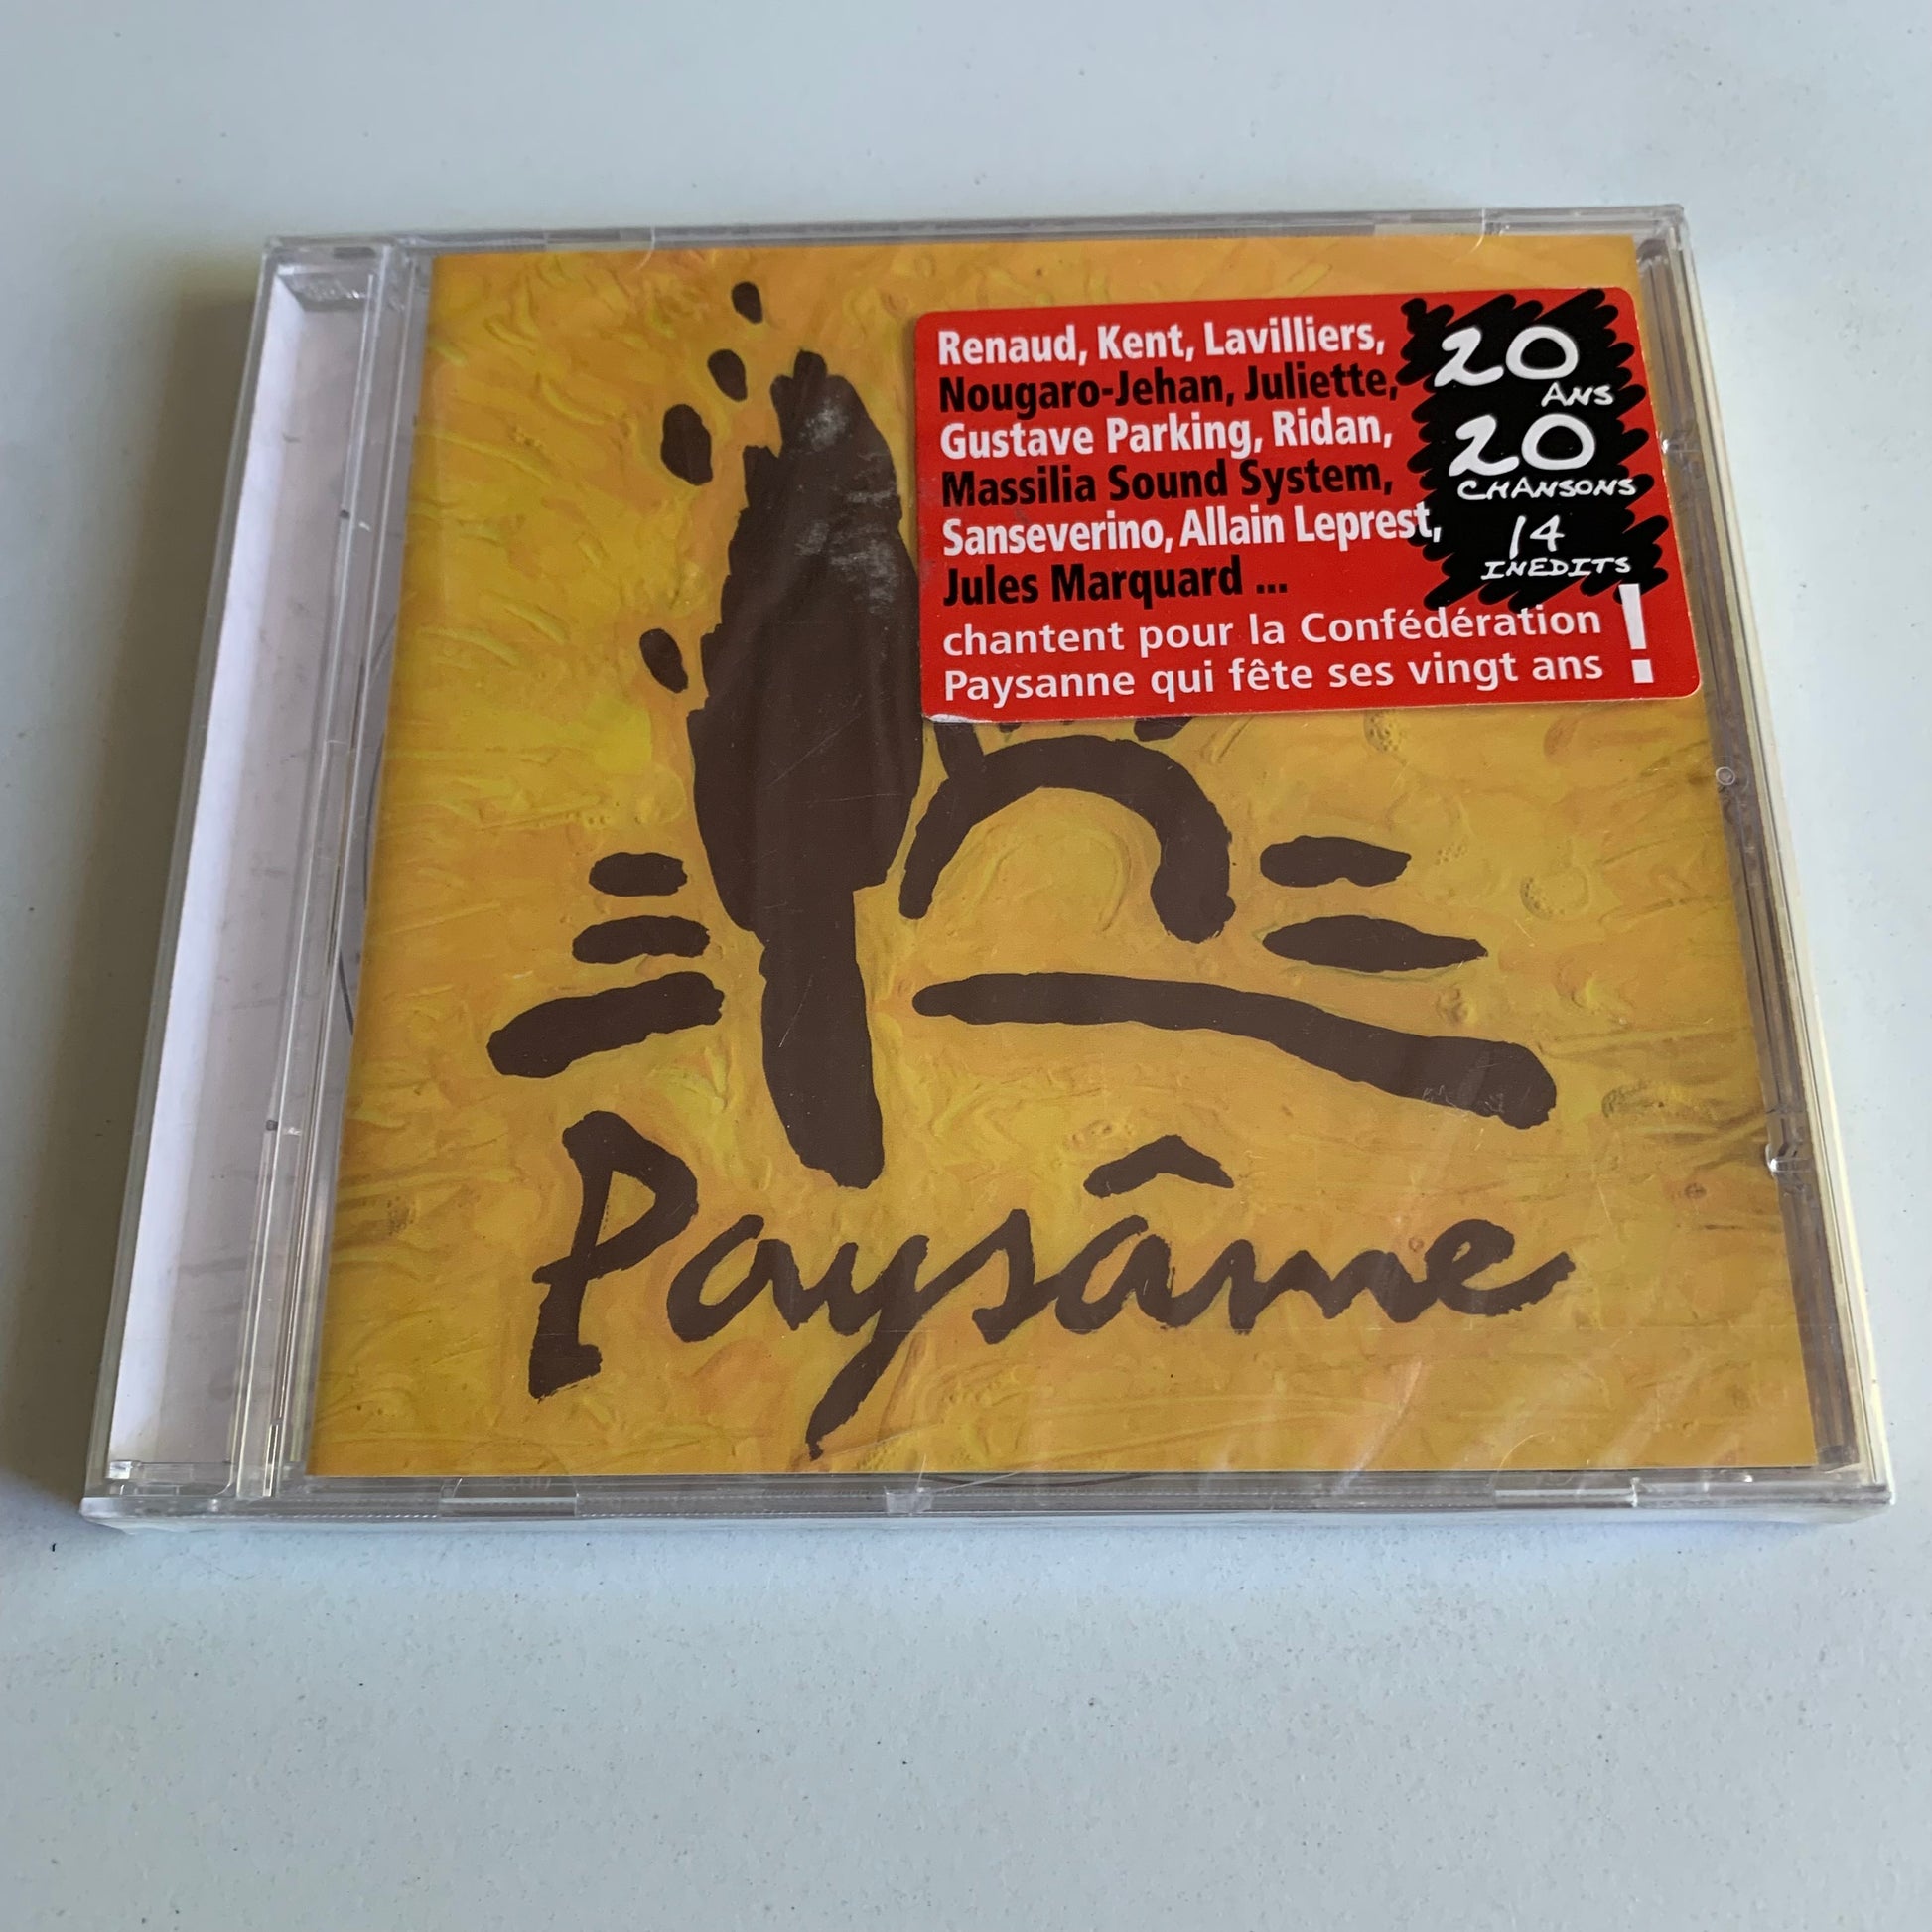 Renaud, Kent, Lavilliers,
Nougaro-Jehan, Juliette,
Gustave Parking, Ridan,
Massilia Sound System,
Sanseverino, Allain Leprest,
Jules Marquard ...
chantent pour la Confédération
Paysanne qui fête ses vingt ans !
20
ANS
20
CHANSONS
14
INEDITS
Paysâme